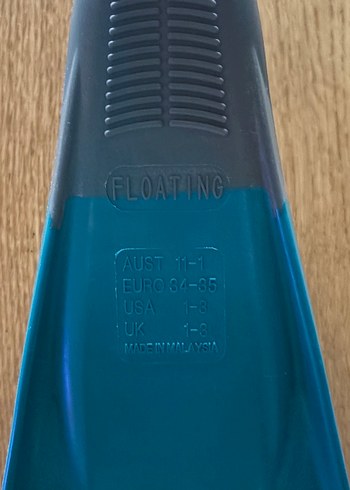 FLOATING
AUST 11-1
EURO 34-35
USA 1-3
UK 1-3
MADE IN MALAYSIA